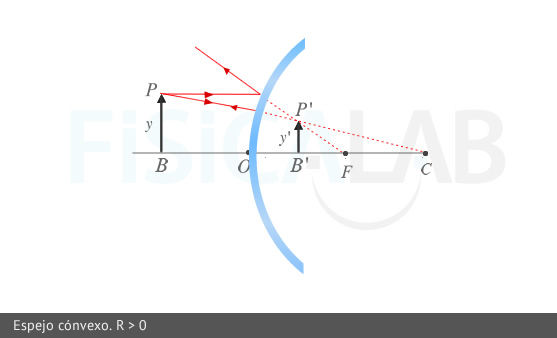 P
P'
y
y'
FiSiCALAB
B
O
B'
F
C
Espejo cónvexo. R > 0